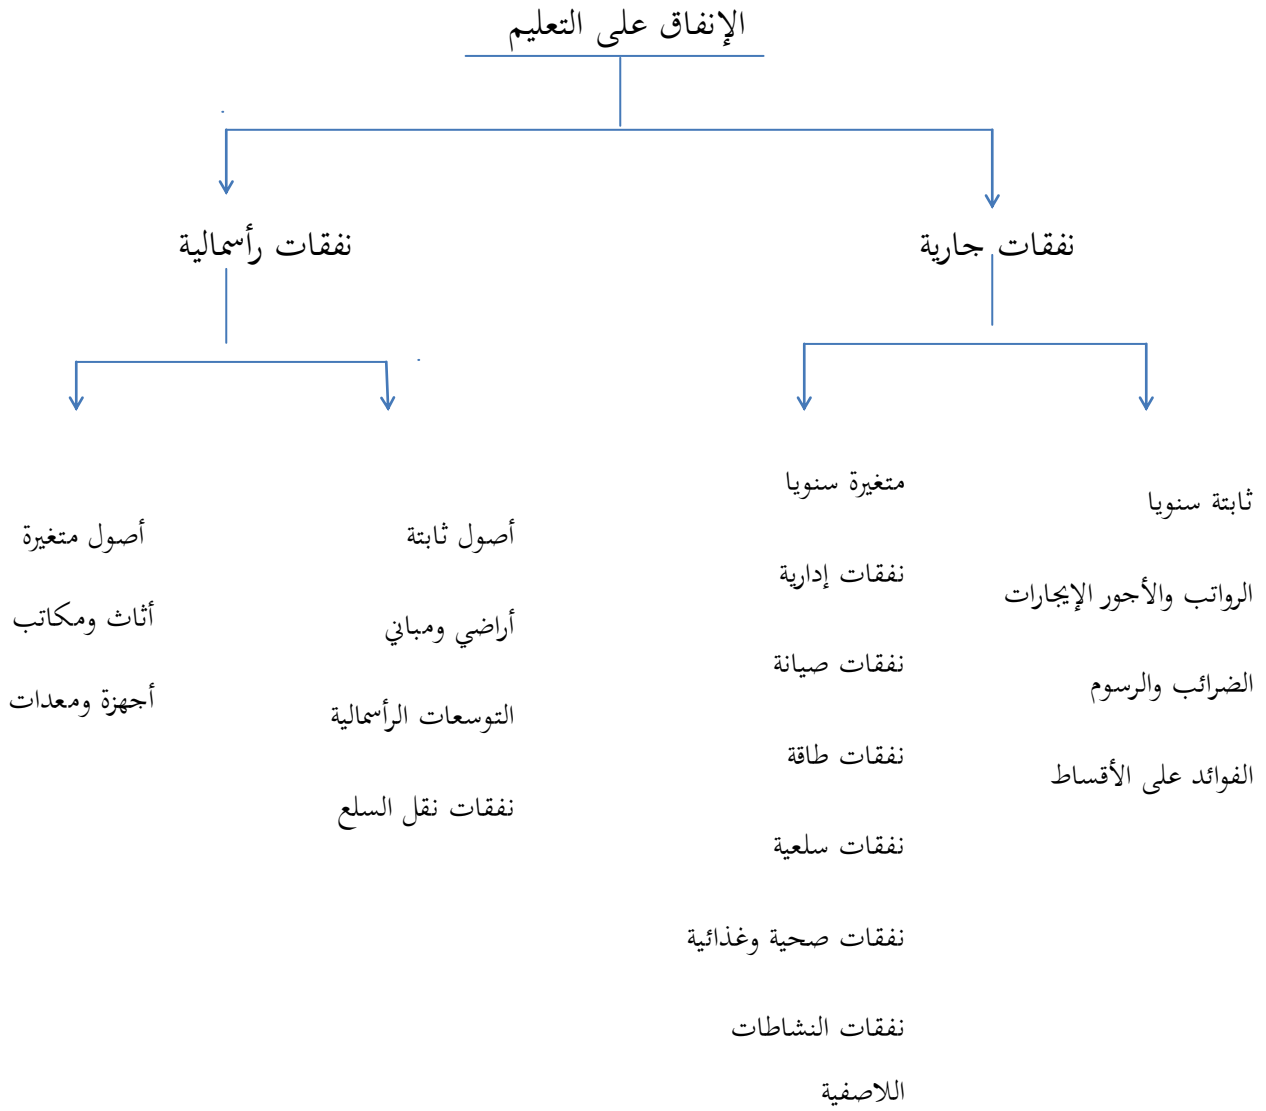 الإنفاق على التعليم
نفقات جارية
نفقات رأسمالية
ثابتة سنويا
الرواتب والأجور الإيجارات
الضرائب والرسوم
الفوائد على الأقساط
متغيرة سنويا
نفقات إدارية
نفقات صيانة
نفقات طاقة
نفقات سلعية
نفقات صحية وغذائية
نفقات النشاطات
اللاصفية
أصول ثابتة
أراضي ومباني
التوسعات الرأسمالية
نفقات نقل السلع
أصول متغيرة
أثاث ومكاتب
أجهزة ومعدات